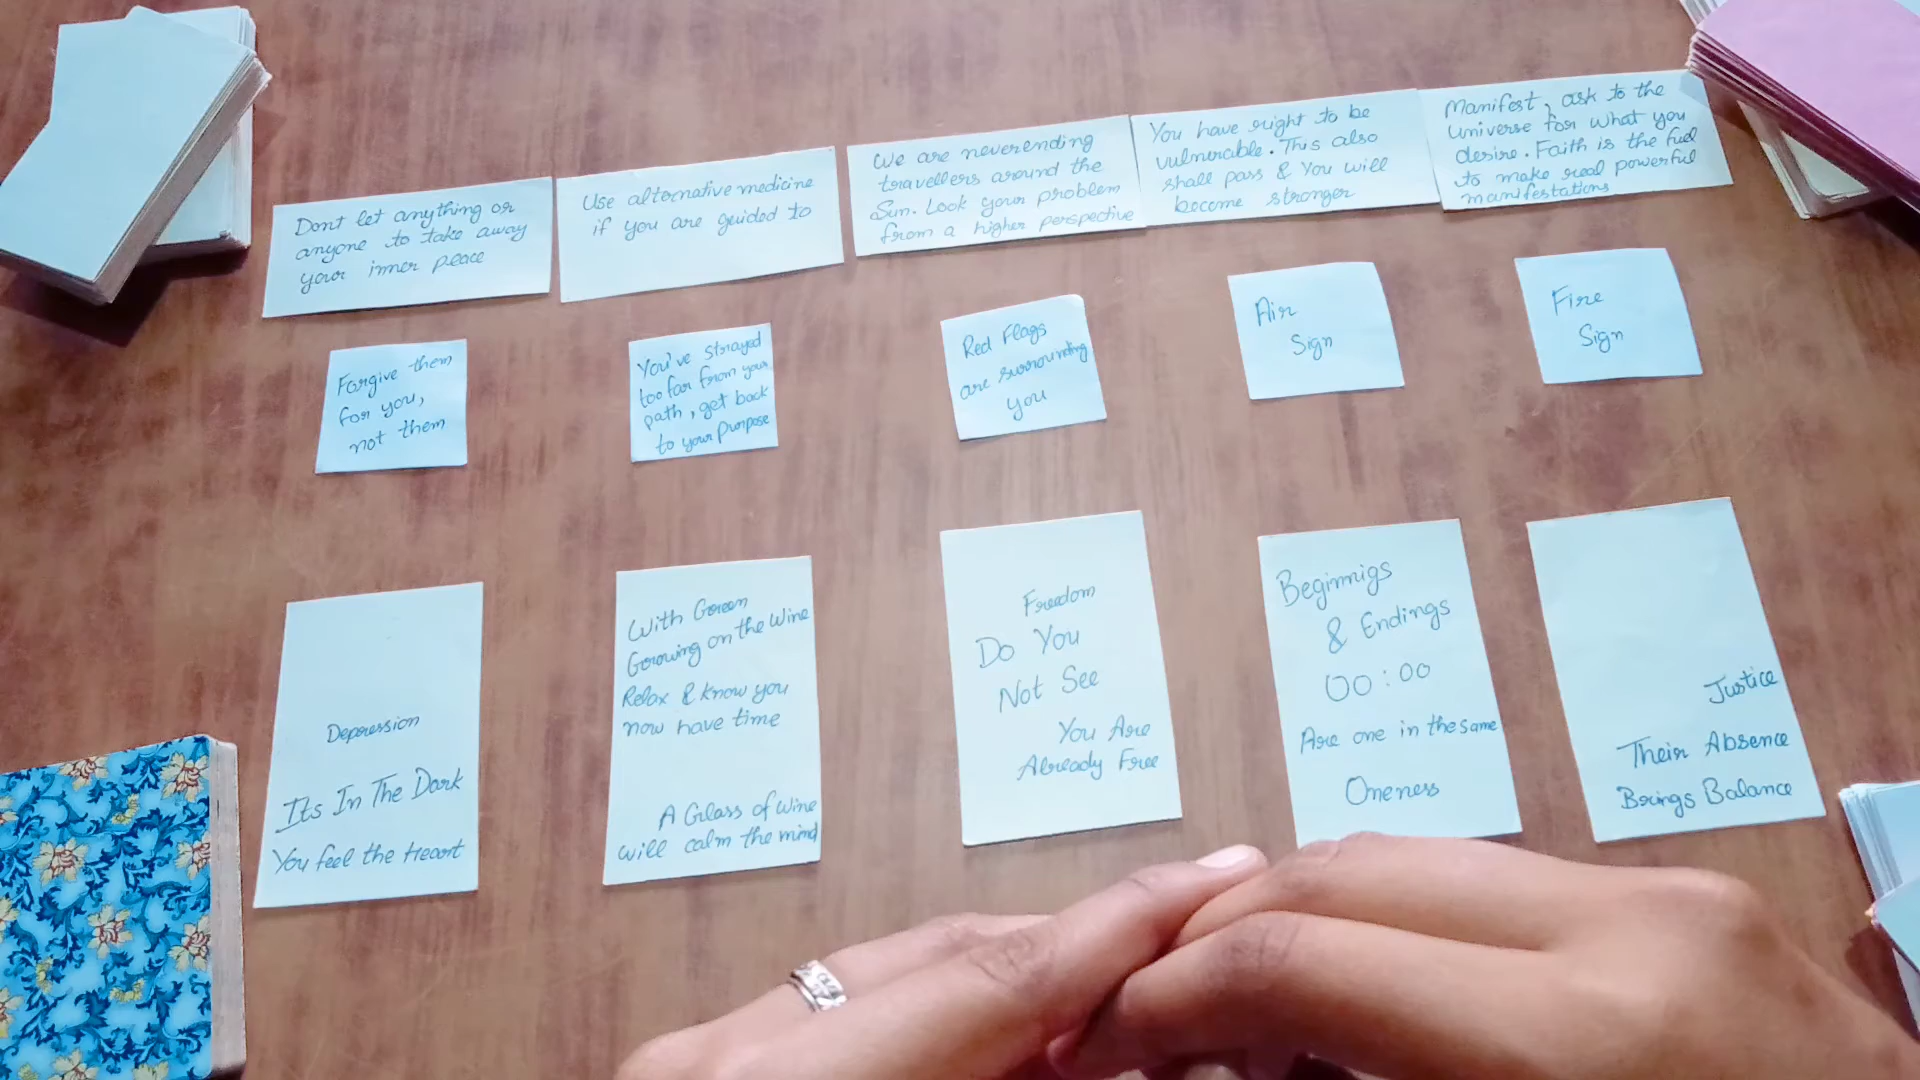 Dont let anything or
anyone to take away
your inner peace
Use alternative medicine
if you are guided to
We are neverending
travellers around the
Sun. Look your problem
from a higher perspective
You have right to be
vulnerable. This also
shall pass & You will
become stronger
Manifest, ask to the
universe for what you
desire. Faith is the fuel
to make real powerful
manifestations
Forgive them
for you,
not them
You've strayed
too far from your
path, get back
to your purpose
Red Flags
are surrounding
you
Air
Sign
Fire
Sign
Depression
Its In The Dark
You feel the Heart
With Green
Growing on the Wine
Relax & know you
now have time
A Glass of Wine
will calm the mind
Freedom
Do You
Not See
You Are
Already Free
Beginnigs
& Endings
00:00
Are one in the same
Oneness
Justice
Their Absence
Brings Balance